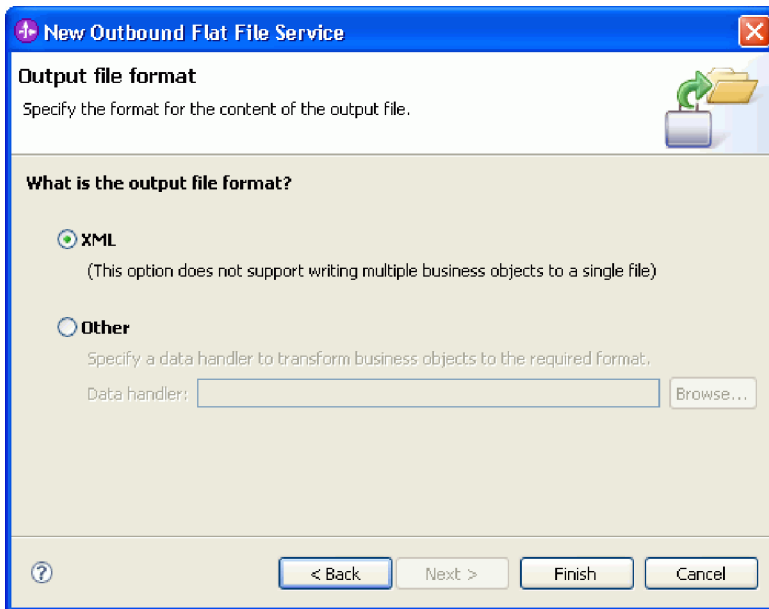 New Outbound Flat File Service
Output file format
Specify the format for the content of the output file.
What is the output file format?
XML
(This option does not support writing multiple business objects to a single file)
Other
Specify a data handler to transform business objects to the required format.
Data handler:
Browse...
?
< Back
Next >
Finish
Cancel